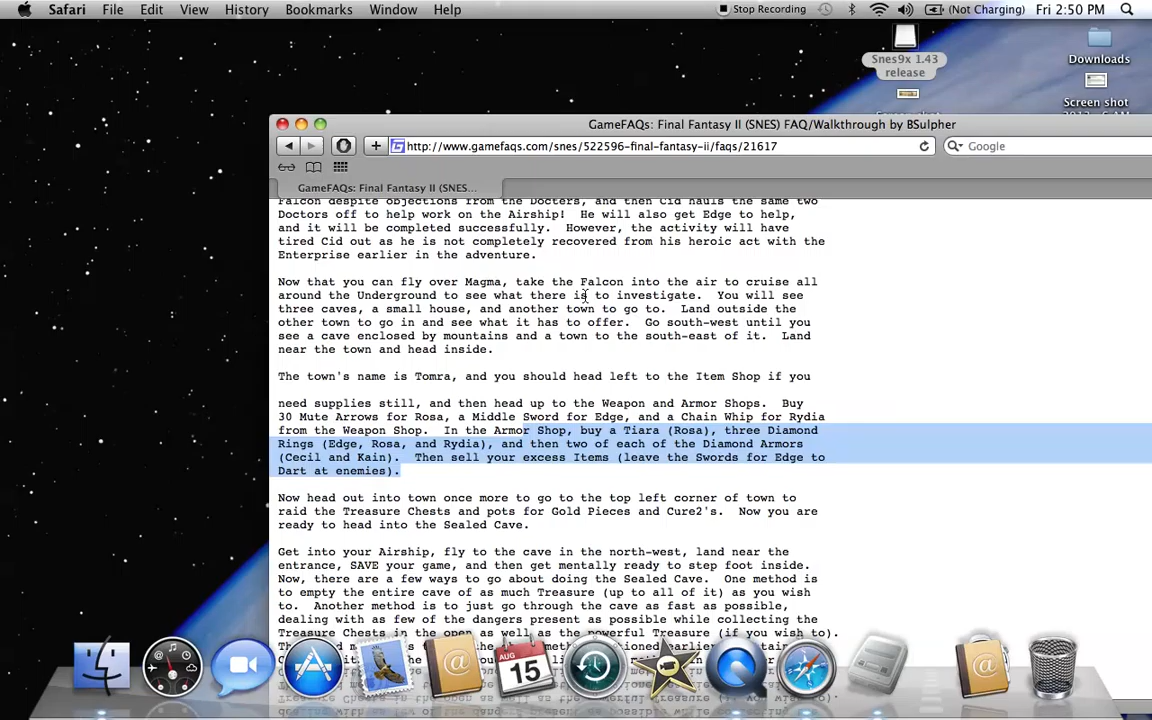 Safari File Edit View History Bookmarks Window Help Stop Recording (Not Charging) Fri 2:50 PM
Snes9x 1.43
release
Downloads
Screen shot
GameFAQs: Final Fantasy II (SNES) FAQ/Walkthrough by BSulpher
http://www.gamefaqs.com/snes/522596-final-fantasy-ii/faqs/21617
Google
GameFAQs: Final Fantasy II (SNES...
Falcon despite objections from the Docters, and then Cid hauls the same two
Doctors off to help work on the Airship! He will also get Edge to help,
and it will be completed successfully. However, the activity will have
tired Cid out as he is not completely recovered from his heroic act with the
Enterprise earlier in the adventure.
Now that you can fly over Magma, take the Falcon into the air to cruise all
around the Underground to see what there is to investigate. You will see
three caves, a small house, and another town to go to. Land outside the
other town to go in and see what it has to offer. Go south-west until you
see a cave enclosed by mountains and a town to the south-east of it. Land
near the town and head inside.
The town's name is Tomra, and you should head left to the Item Shop if you
need supplies still, and then head up to the Weapon and Armor Shops. Buy
30 Mute Arrows for Rosa, a Middle Sword for Edge, and a Chain Whip for Rydia
from the Weapon Shop. In the Armor Shop, buy a Tiara (Rosa), three Diamond
Rings (Edge, Rosa, and Rydia), and then two of each of the Diamond Armors
(Cecil and Kain). Then sell your excess Items (leave the Swords for Edge to
Dart at enemies).
Now head out into town once more to go to the top left corner of town to
raid the Treasure Chests and pots for Gold Pieces and Cure2's. Now you are
ready to head into the Sealed Cave.
Get into your Airship, fly to the cave in the north-west, land near the
entrance, SAVE your game, and then get mentally ready to step foot inside.
Now, there are a few ways to go about doing the Sealed Cave. One method is
to empty the entire cave of as much Treasure (up to all of it) as you wish
to. Another method is to just go through the cave as fast as possible,
dealing with as few of the dangers present as possible while collecting the
Treasure Chests in the open as well as the powerful Treasure (if you wish to).
AUG
15